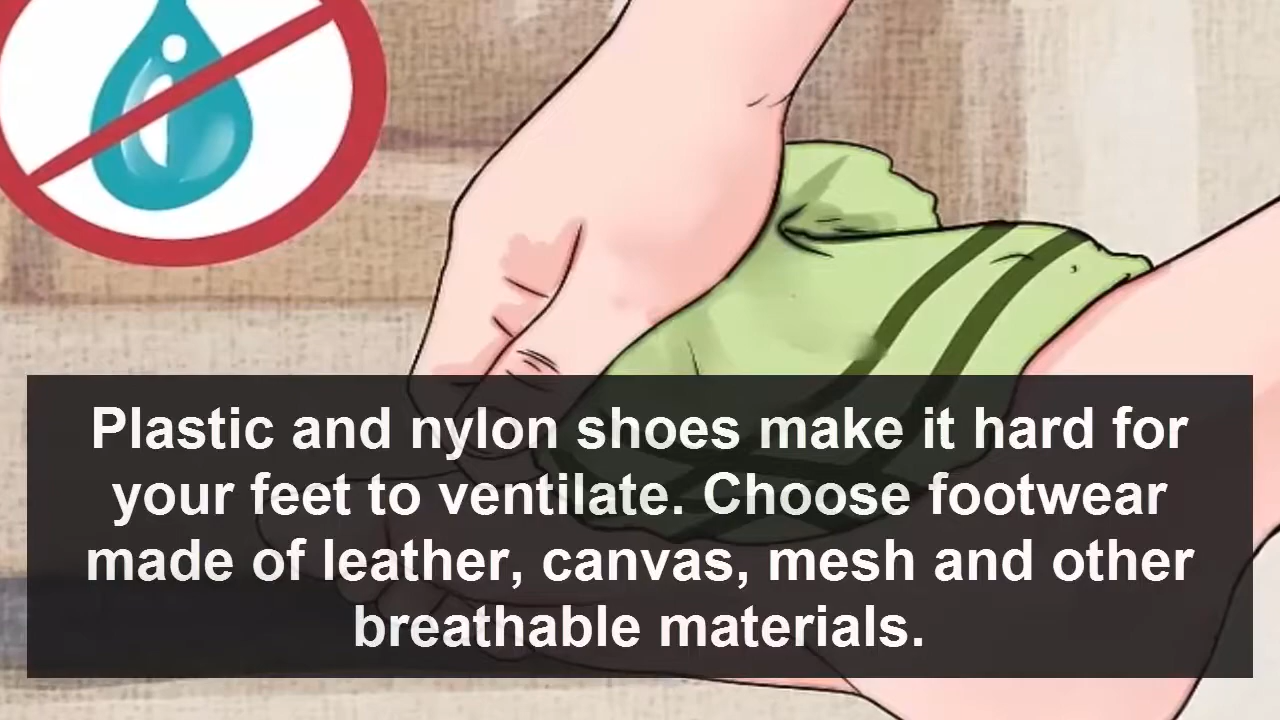 Plastic and nylon shoes make it hard for
your feet to ventilate. Choose footwear
made of leather, canvas, mesh and other
breathable materials.